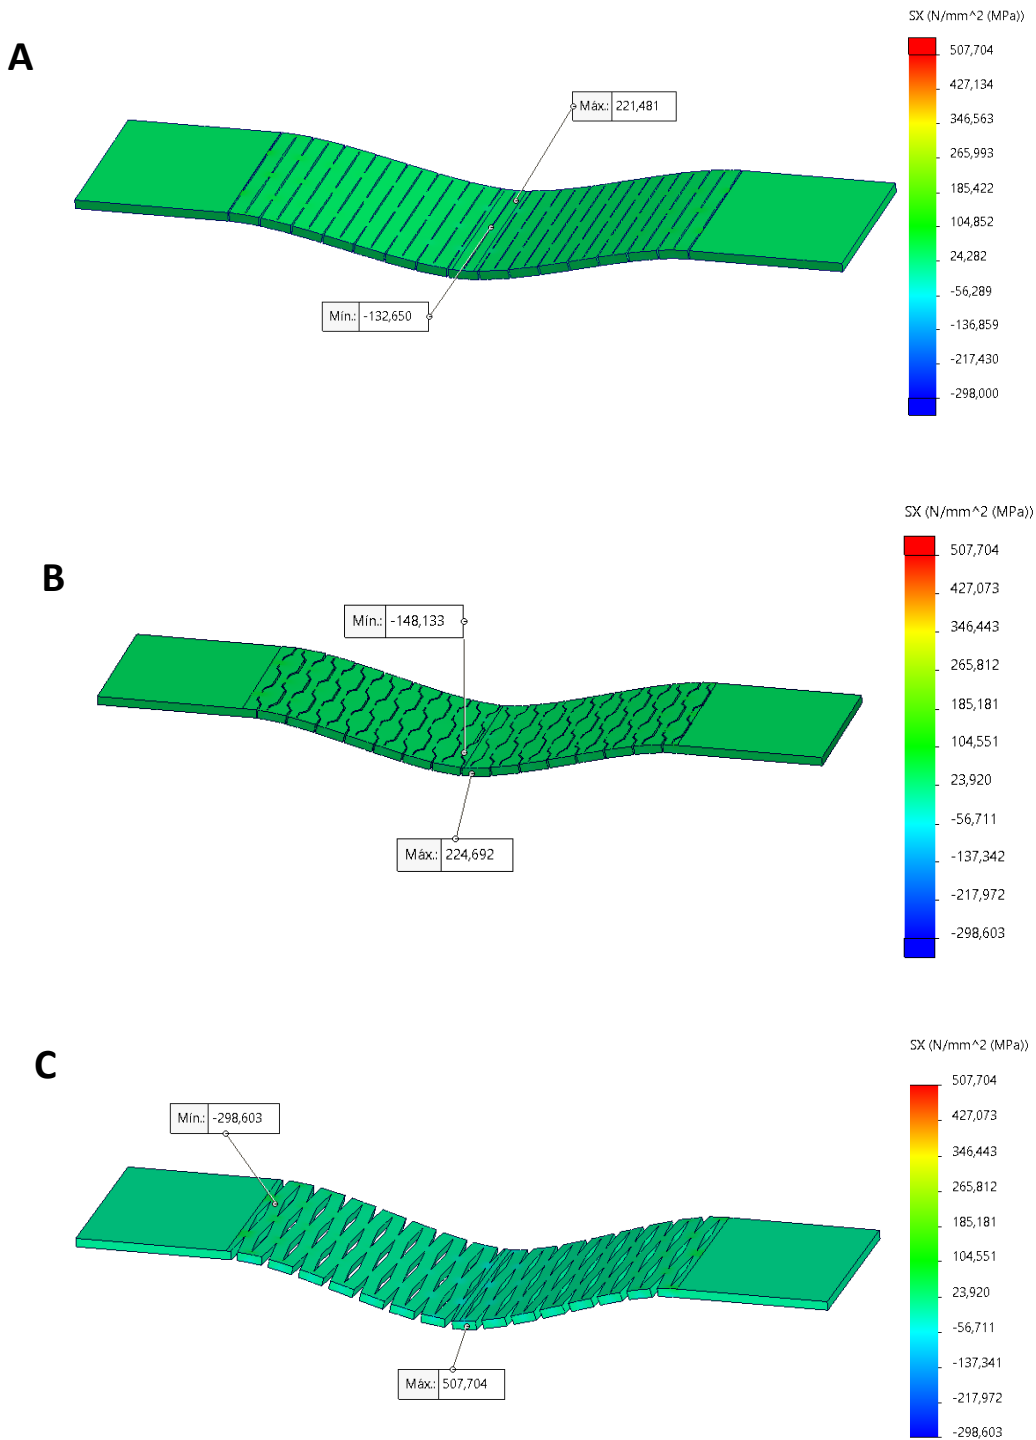 SX (N/mm^2 (MPa))
A
507,704
427,134
346,563
265,993
185,422
104,852
24,282
-56,289
-136,859
-217,430
-298,000
Máx.: 221,481
Mín.: -132,650
SX (N/mm^2 (MPa))
B
507,704
427,073
346,443
265,812
185,181
104,551
23,920
-56,711
-137,342
-217,972
-298,603
Mín.: -148,133
Máx.: 224,692
SX (N/mm^2 (MPa))
C
507,704
427,073
346,443
265,812
185,181
104,551
23,920
-56,711
-137,341
-217,972
-298,603
Mín.: -298,603
Máx.: 507,704